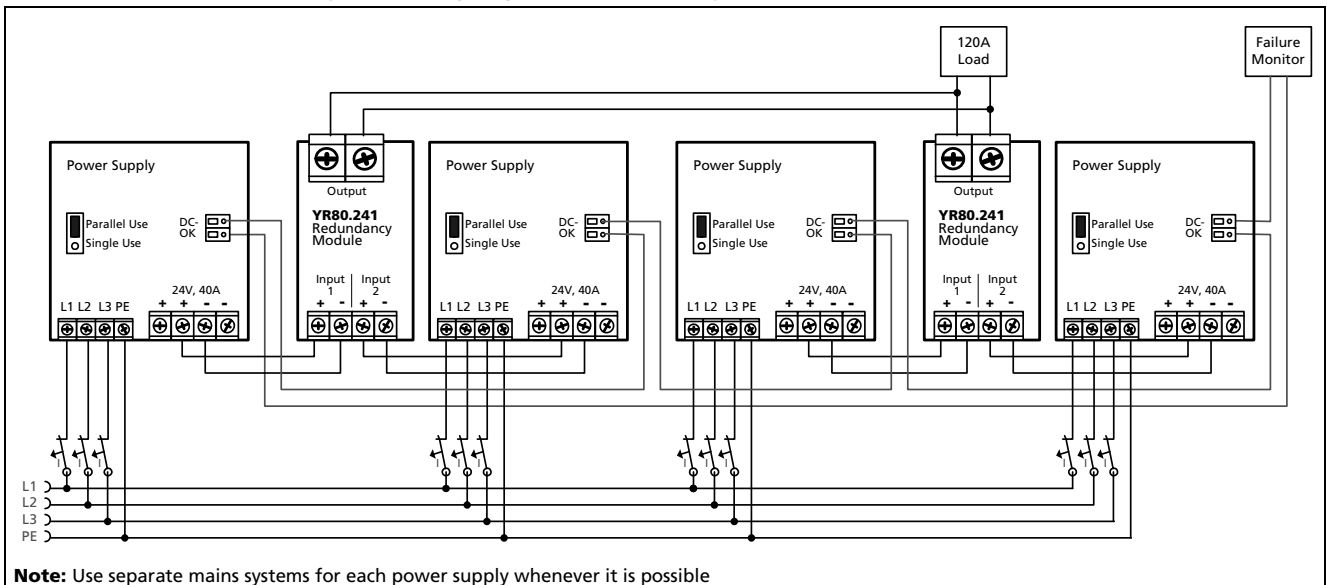 120A
Load
Failure
Monitor
Power Supply
Parallel Use
Single Use
DC-
OK
24V, 40A
L1 L2 L3 PE
+ + - -
Output
YR80.241
Redundancy
Module
Input
1
Input
2
+ - + -
Power Supply
Parallel Use
Single Use
DC-
OK
24V, 40A
L1 L2 L3 PE
+ + - -
Power Supply
Parallel Use
Single Use
DC-
OK
24V, 40A
L1 L2 L3 PE
+ + - -
Output
YR80.241
Redundancy
Module
Input
1
Input
2
+ - + -
Power Supply
Parallel Use
Single Use
DC-
OK
24V, 40A
L1 L2 L3 PE
+ + - -
I I I
I I I
I I I
I I I
L1
L2
L3
PE
Note: Use separate mains systems for each power supply whenever it is possible